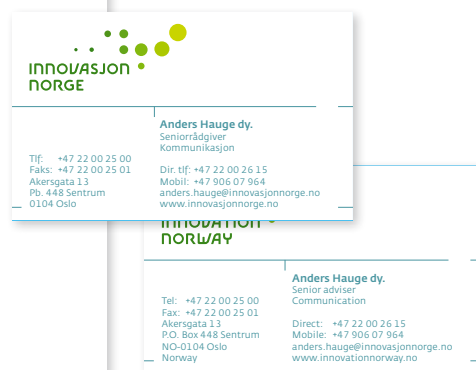 INNOVASJON
NORGE
Anders Hauge dy.
Seniorrådgiver
Kommunikasjon
Tlf: +47 22 00 25 00
Faks: +47 22 00 25 01
Akersgata 13
Pb. 448 Sentrum
0104 Oslo
Dir. tlf: +47 22 00 26 15
Mobil: +47 906 07 964
anders.hauge@innovasjonnorge.no
www.innovasjonnorge.no
INNOVATION
NORWAY
Anders Hauge dy.
Senior adviser
Communication
Tel: +47 22 00 25 00
Fax: +47 22 00 25 01
Akersgata 13
P.O. Box 448 Sentrum
NO-0104 Oslo
Norway
Direct: +47 22 00 26 15
Mobile: +47 906 07 964
anders.hauge@innovasjonnorge.no
www.innovationnorway.no